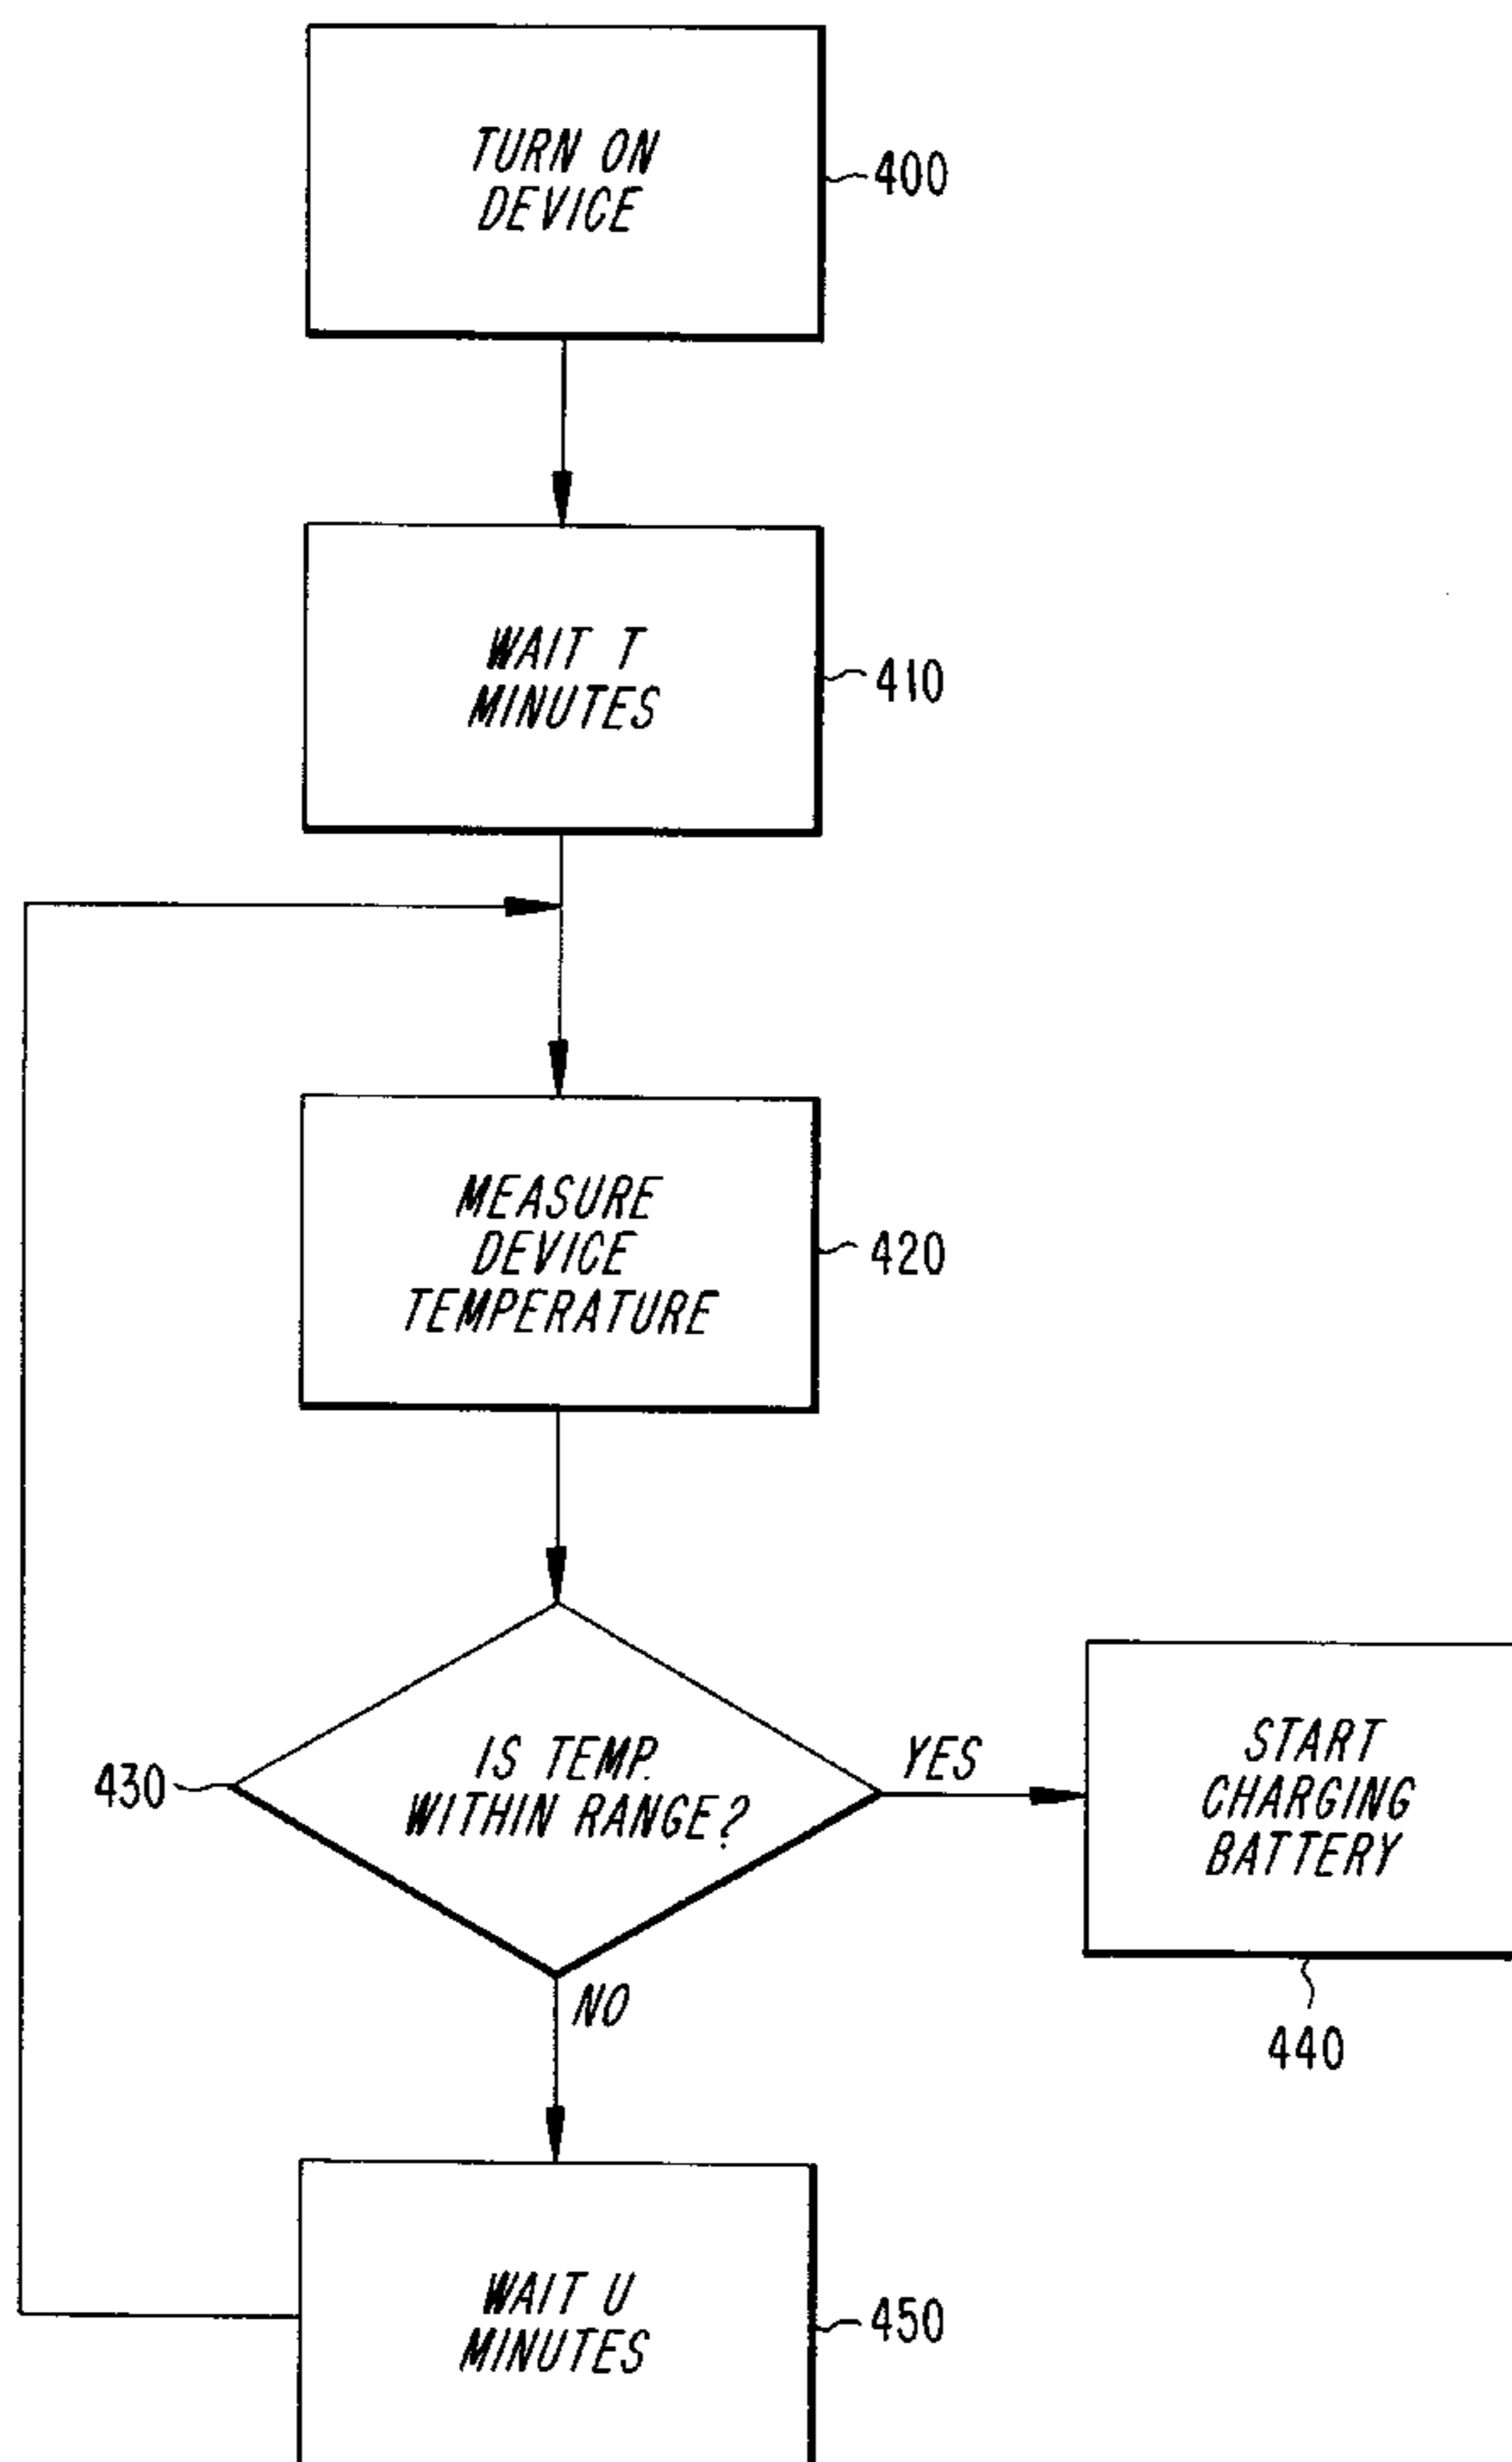 TURN ON
DEVICE
400
WAIT T
MINUTES
410
MEASURE
DEVICE
TEMPERATURE
420
IS TEMP.
WITHIN RANGE?
430
YES
START
CHARGING
BATTERY
440
NO
WAIT U
MINUTES
450